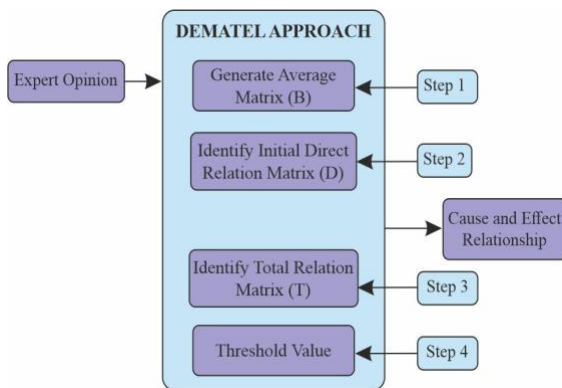 DEMATEL APPROACH
Expert Opinion
Generate Average
Matrix (B)
Step 1
Identify Initial Direct
Relation Matrix (D)
Step 2
Cause and Effect
Relationship
Identify Total Relation
Matrix (T)
Step 3
Threshold Value
Step 4